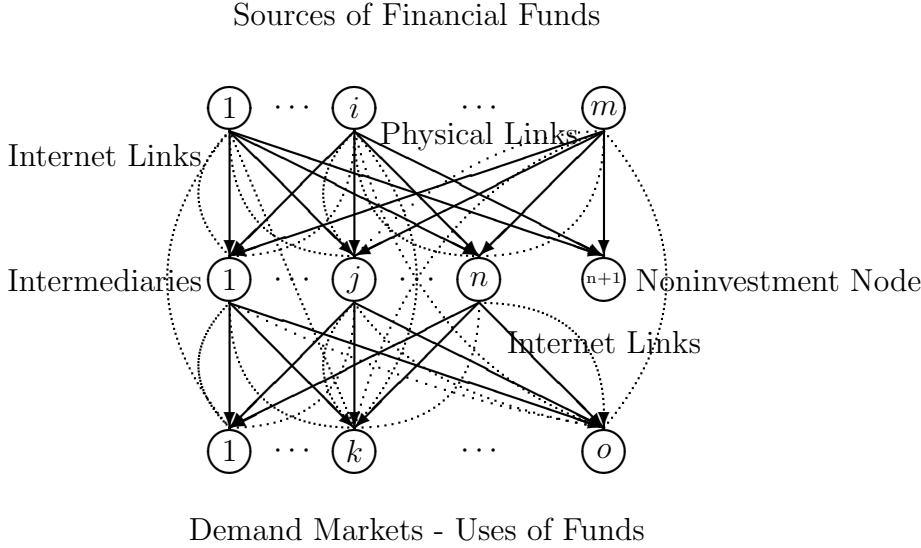 Sources of Financial Funds
1 ··· i ··· m
Physical Links
Internet Links
Intermediaries 1 j ··· n n+1 Noninvestment Node
Internet Links
1 ··· k ··· o
Demand Markets - Uses of Funds